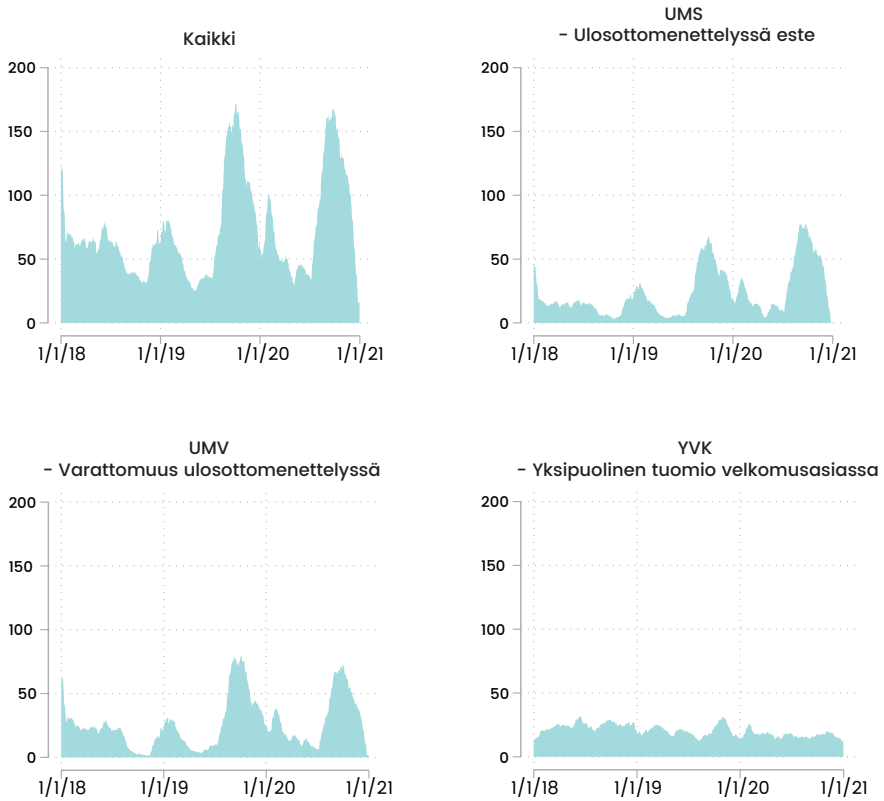 Kaikki
200
150
100
50
0
1/1/18 1/1/19 1/1/20 1/1/21
UMS
- Ulosottomenettelyssä este
200
150
100
50
0
1/1/18 1/1/19 1/1/20 1/1/21
UMV
- Varattomuus ulosottomenettelyssä
200
150
100
50
0
1/1/18 1/1/19 1/1/20 1/1/21
YVK
- Yksipuolinen tuomio velkomusasiassa
200
150
100
50
0
1/1/18 1/1/19 1/1/20 1/1/21